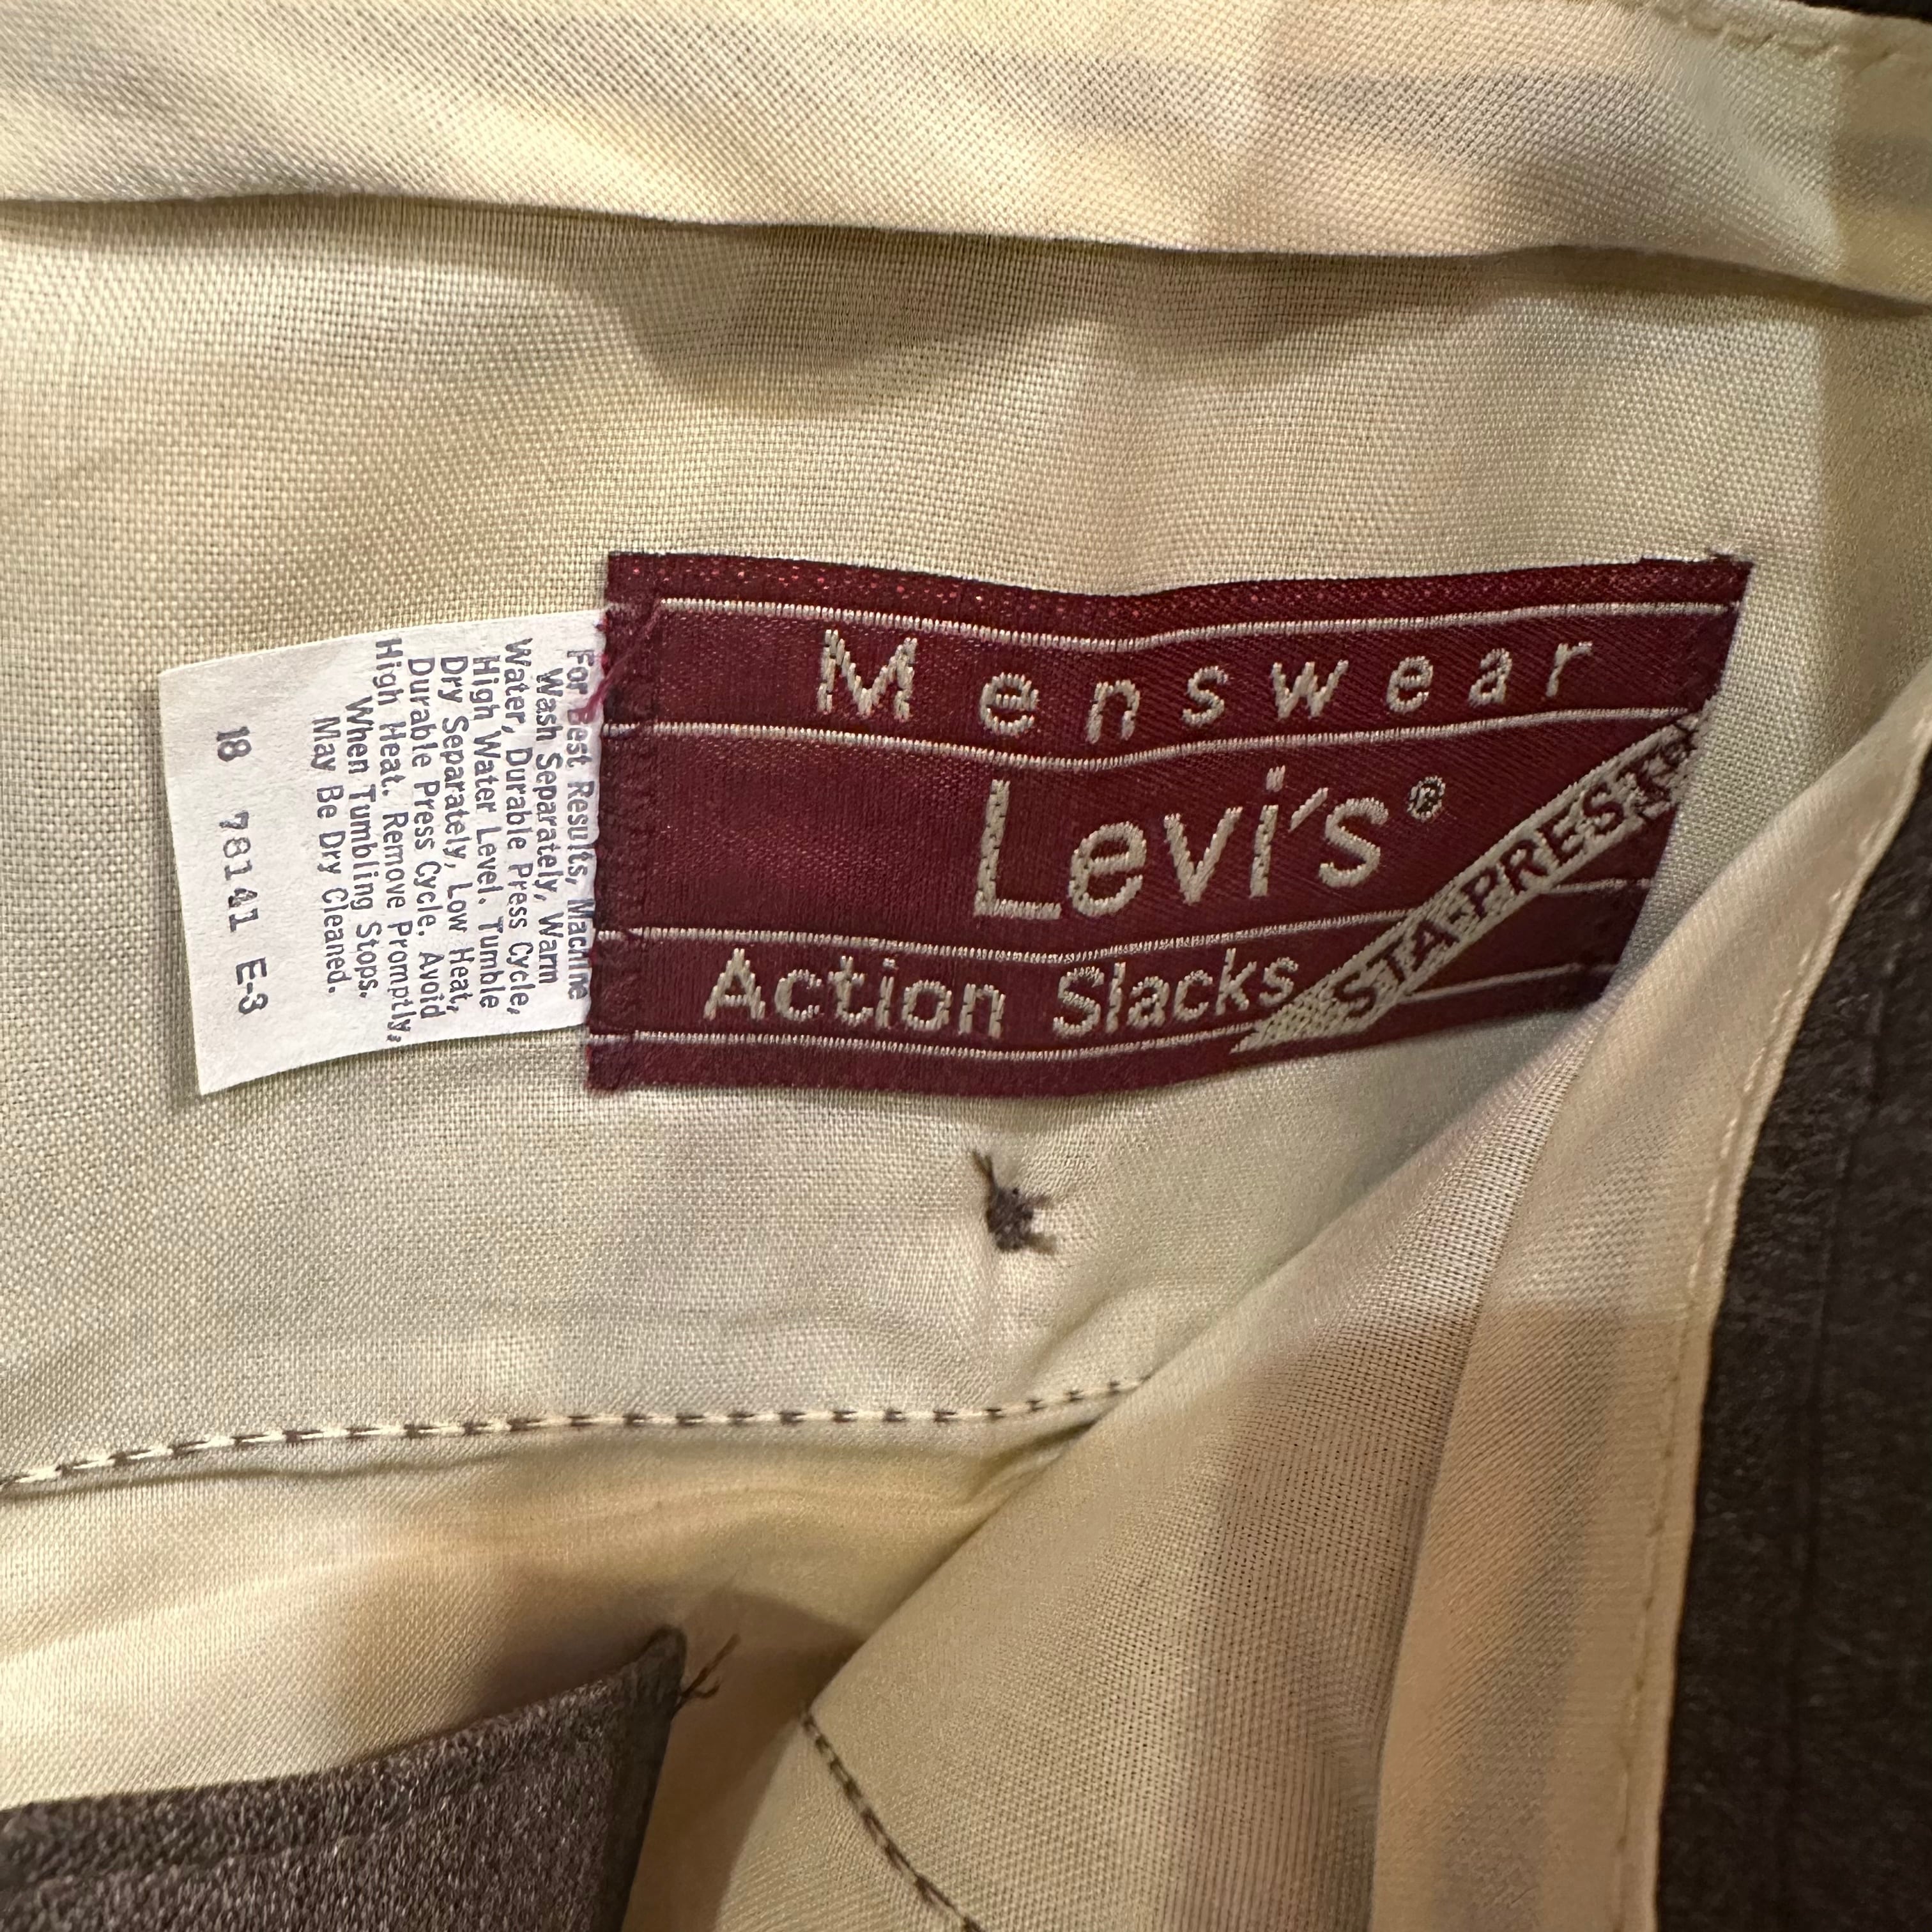 Menswear
Levi's®
Action Slacks
STA-PREST
For Best Results, Machine
Wash Separately, Warm
Water, Durable Press Cycle,
High Water Level. Tumble
Dry Separately, Low Heat,
Durable Press Cycle. Avoid
High Heat. Remove Promptly,
When Tumbling Stops.
May Be Dry Cleaned.
18 78141 E-3